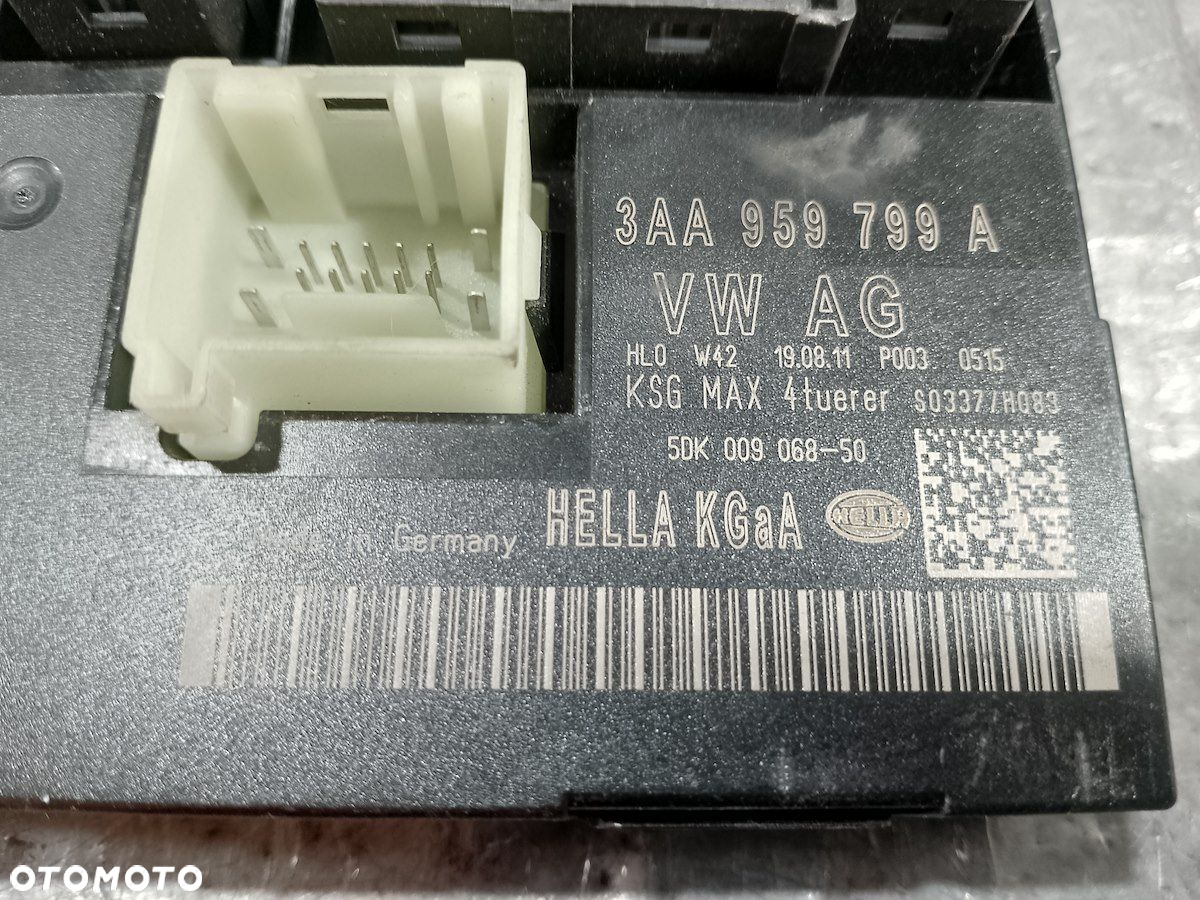 3AA 959 799 A
VW AG
HLO W42 19.08.11 P003 0515
KSG MAX 4tuerer S0337/H083
5DK 009 068-50
in Germany HELLA KGaA HELLA
OTOMOTO